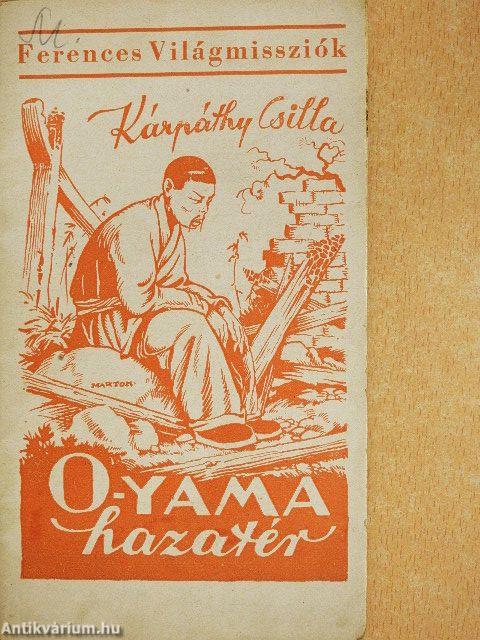 M.
Ferences Világmissziók
Kárpáthy Csilla
MARTON
O-YAMA
hazatér
Antikvárium.hu